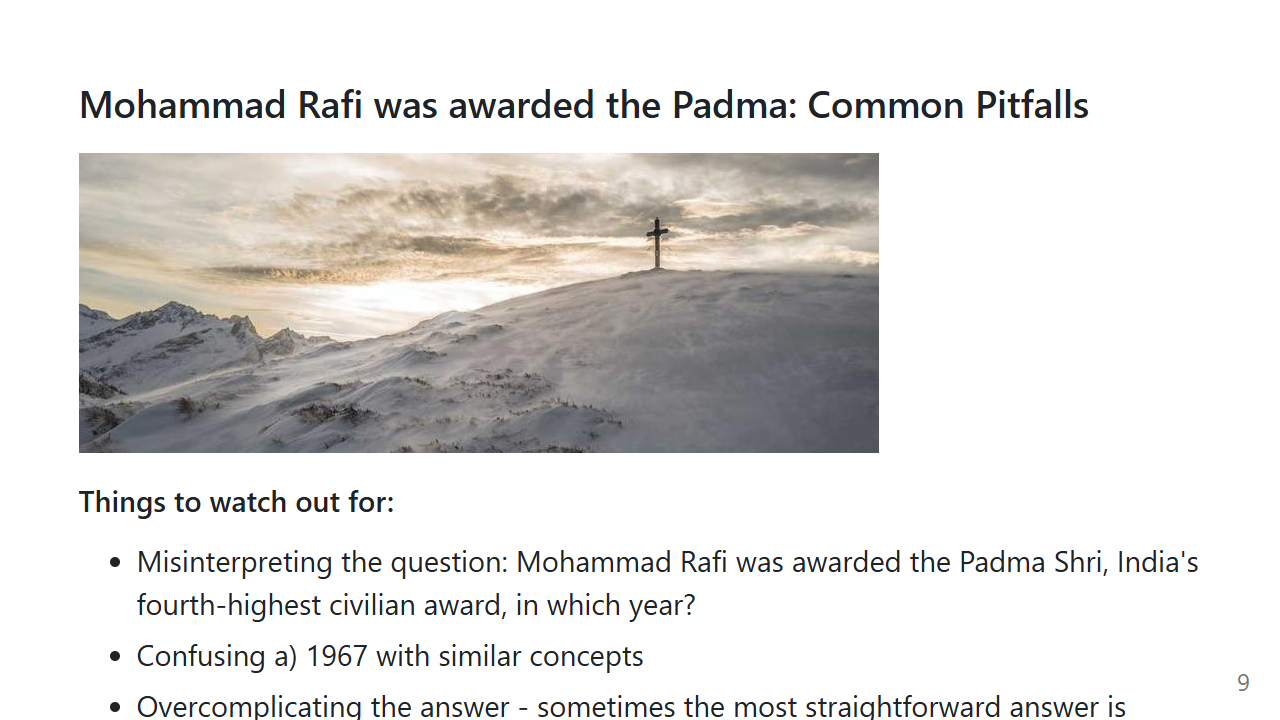 Mohammad Rafi was awarded the Padma: Common Pitfalls
Things to watch out for:
Misinterpreting the question: Mohammad Rafi was awarded the Padma Shri, India's
fourth-highest civilian award, in which year?
Confusing a) 1967 with similar concepts
Overcomplicating the answer - sometimes the most straightforward answer is
9